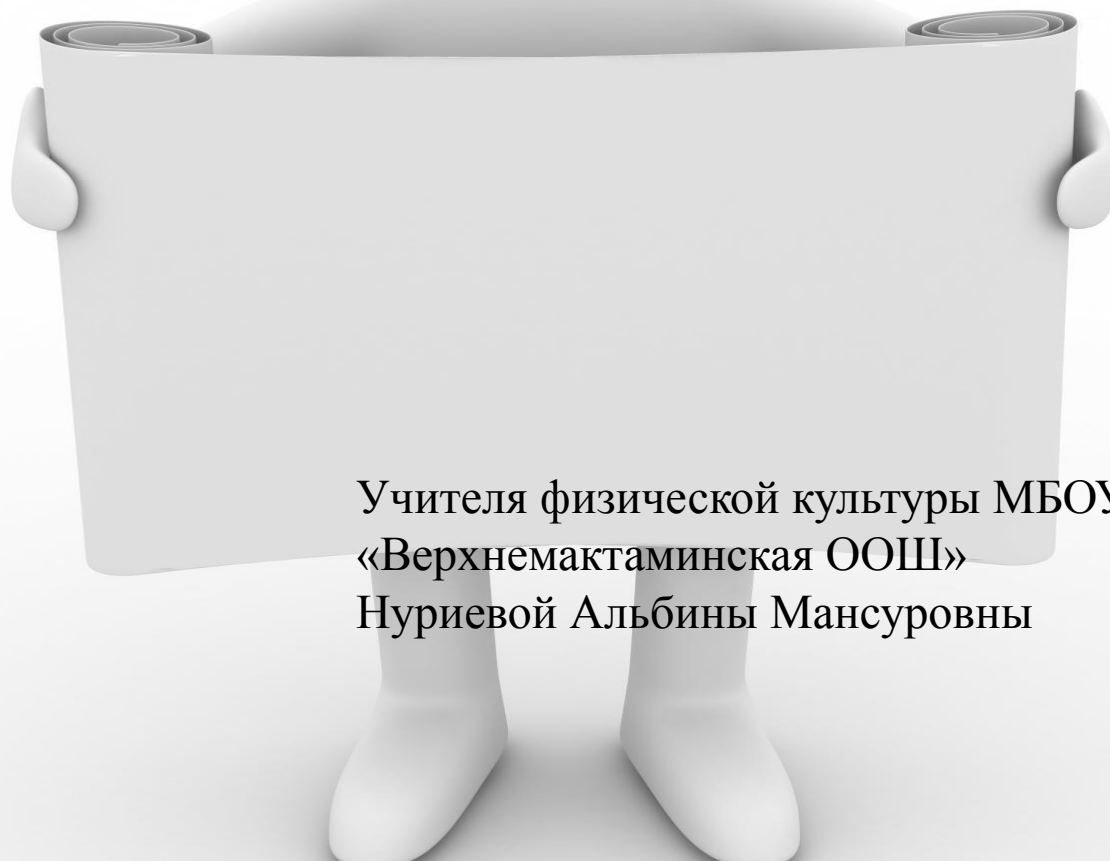 Учителя физической культуры МБОУ
«Верхнемактаминская ООШ»
Нуриевой Альбины Мансуровны